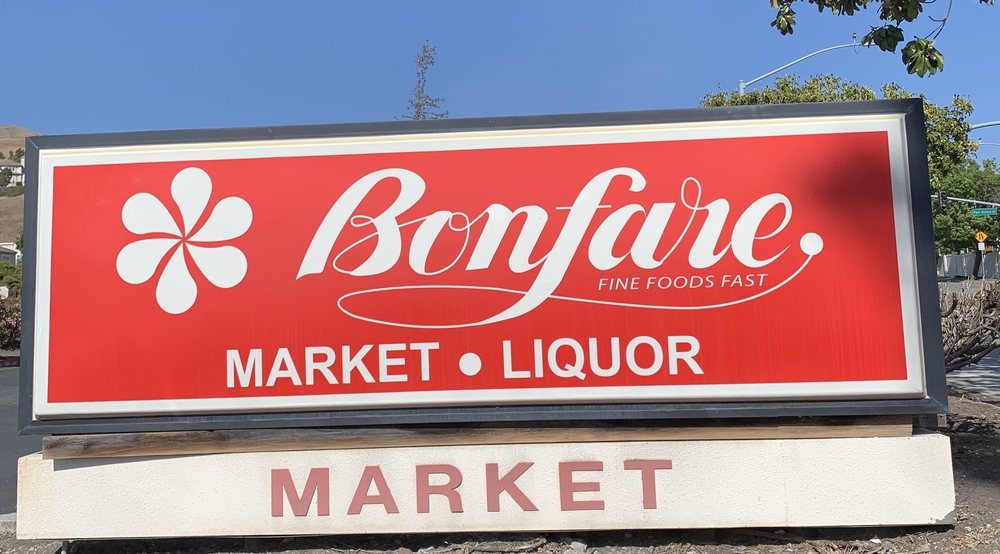 Bonfare
FINE FOODS FAST
MARKET • LIQUOR
MARKET